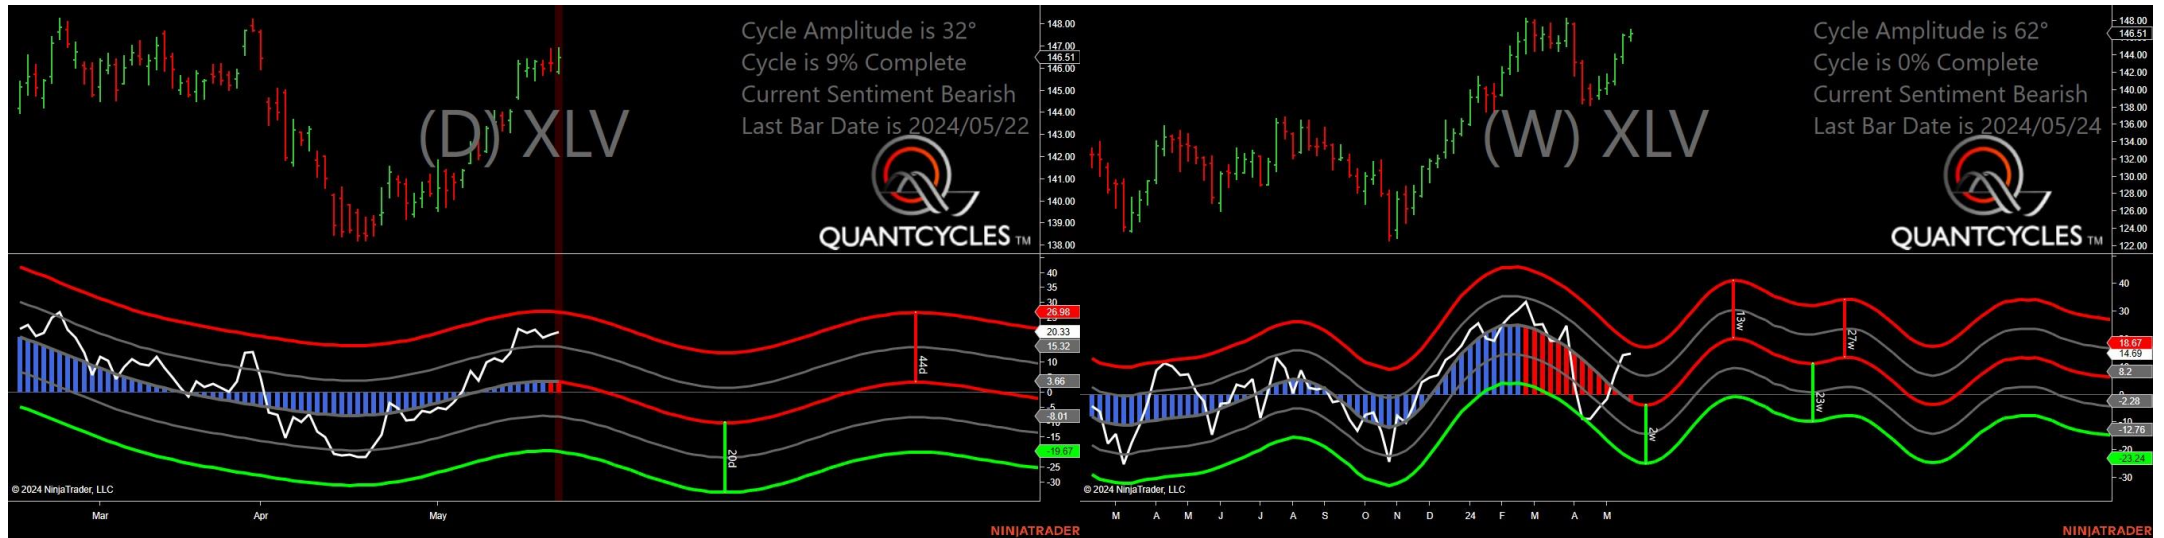 Cycle Amplitude is 32°
Cycle is 9% Complete
Current Sentiment Bearish
Last Bar Date is 2024/05/22
(D) XLV
QUANTCYCLES TM
148.00
147.00
146.51
146.00
145.00
144.00
143.00
142.00
141.00
140.00
139.00
138.00
40
35
30
26.98
20.33
15.32
10
3.66
0
-5
-8.01
-15
-19.67
-25
-30
44d
20d
© 2024 NinjaTrader, LLC
Mar
Apr
May
NINJATRADER
Cycle Amplitude is 62°
Cycle is 0% Complete
Current Sentiment Bearish
Last Bar Date is 2024/05/24
(W) XLV
QUANTCYCLES TM
148.00
146.51
144.00
142.00
140.00
138.00
136.00
134.00
132.00
130.00
128.00
126.00
124.00
122.00
40
30
18.67
14.69
8.2
-2.28
-10
-12.76
-20
-23.24
-30
13w
27w
23w
2w
© 2024 NinjaTrader, LLC
M A M J J A S O N D 24 F M A M
NINJATRADER